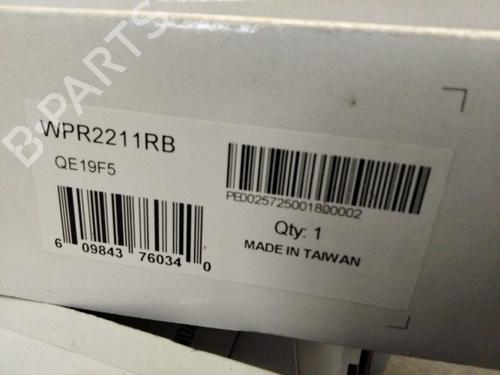 WPR2211RB
QE19F5
6 09843 76034 0
PE0025725001800002
Qty: 1
MADE IN TAIWAN
B-PARTS